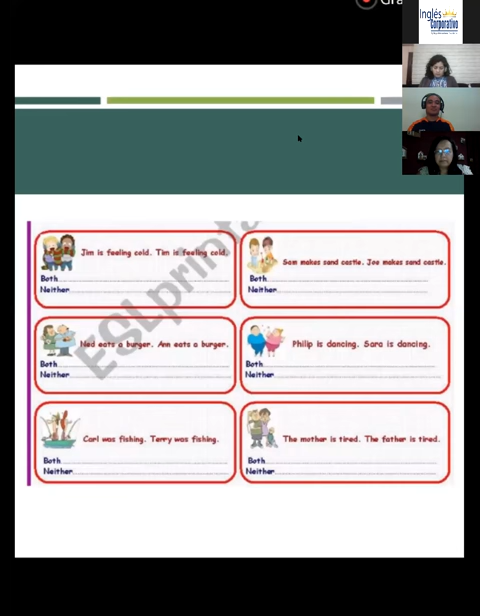 Gra
Inglés
Corporativo
Jim is feeling cold. Tim is feeling cold.
Both
Neither
Sam makes sand castle. Joe makes sand castle.
Both
Neither
Ned eats a burger. Ann eats a burger.
Both
Neither
Philip is dancing. Sara is dancing.
Both
Neither
Carl was fishing. Terry was fishing.
Both
Neither
The mother is tired. The father is tired.
Both
Neither